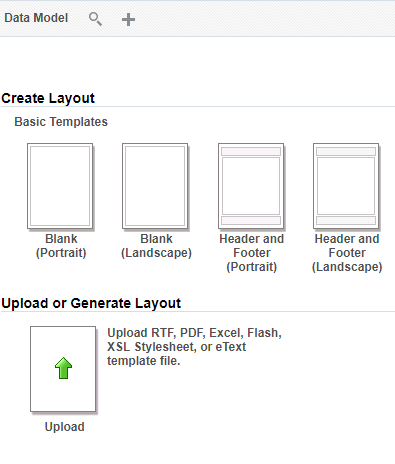 Data Model
Create Layout
Basic Templates
Blank
(Portrait)
Blank
(Landscape)
Header and
Footer
(Portrait)
Header and
Footer
(Landscape)
Upload or Generate Layout
Upload RTF, PDF, Excel, Flash,
XSL Stylesheet, or eText
template file.
Upload